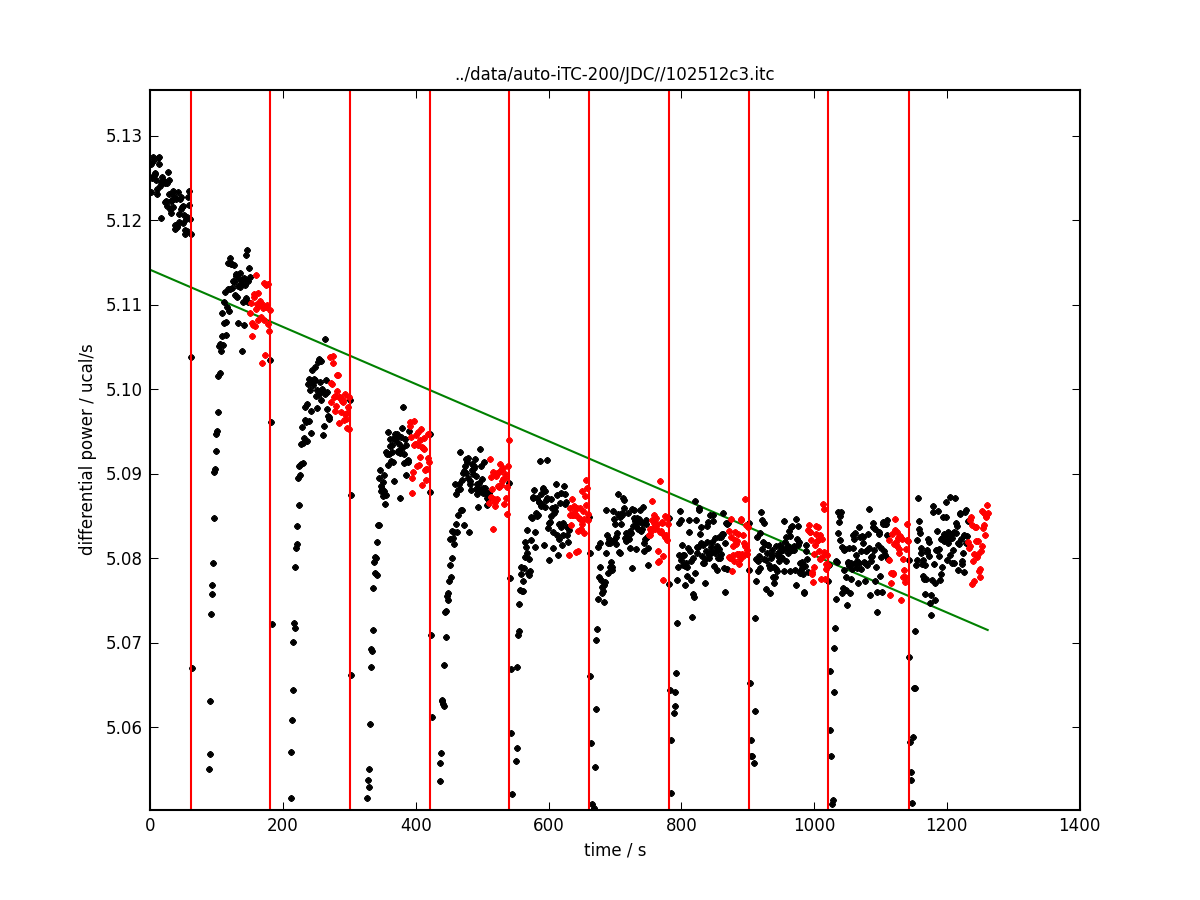 ../data/auto-iTC-200/JDC//102512c3.itc
differential power / ucal/s
5.13
5.12
5.11
5.10
5.09
5.08
5.07
5.06
0 200 400 600 800 1000 1200 1400
time / s